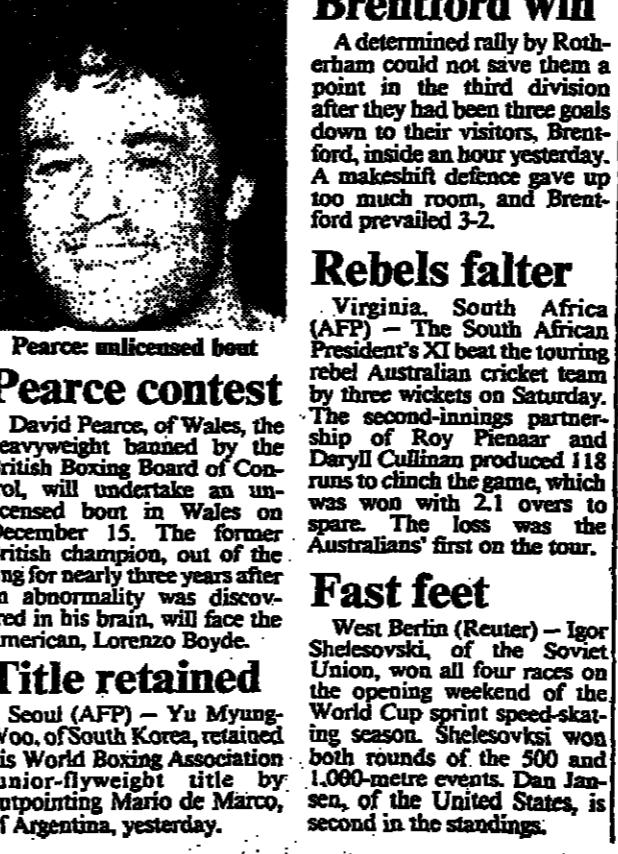 Pearce: unlicensed bout
Pearce contest
David Pearce, of Wales, the
eavyweight banned by the
ritish Boxing Board of Con-
rol, will undertake an un-
censed bout in Wales on
December 15. The former
ritish champion, out of the
ng for nearly three years after
n abnormality was discov-
red in his brain, will face the
merican, Lorenzo Boyde.
Title retained
Seoul (AFP) — Yu Myung-
Woo, of South Korea, retained
is World Boxing Association
unior-flyweight title by
utpointing Mario de Marco,
f Argentina, yesterday.
Brentford win
A determined rally by Roth-
erham could not save them a
point in the third division
after they had been three goals
down to their visitors, Brent-
ford, inside an hour yesterday.
A makeshift defence gave up
too much room, and Brent-
ford prevailed 3-2.
Rebels falter
Virginia, South Africa
(AFP) — The South African
President's XI beat the touring
rebel Australian cricket team
by three wickets on Saturday.
The second-innings partner-
ship of Roy Pienaar and
Daryll Cullinan produced 118
runs to clinch the game, which
was won with 2.1 overs to
spare. The loss was the
Australians' first on the tour.
Fast feet
West Berlin (Reuter) — Igor
Shelesovski, of the Soviet
Union, won all four races on
the opening weekend of the
World Cup sprint speed-skat-
ing season. Shelesovksi won
both rounds of the 500 and
1,000-metre events. Dan Jan-
sen, of the United States, is
second in the standings.